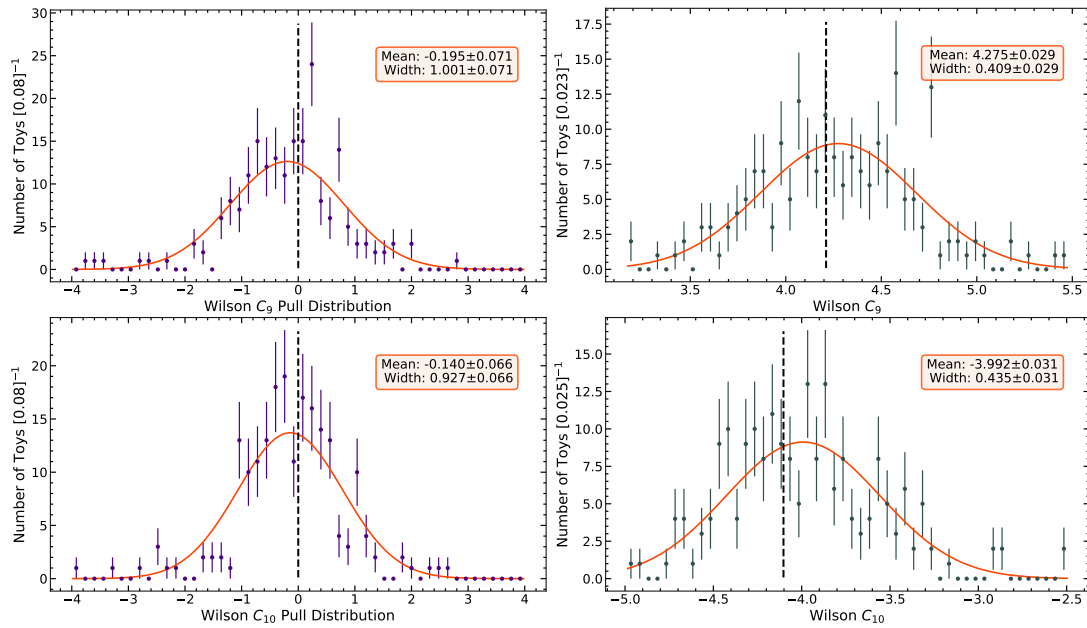 Number of Toys [0.08]⁻¹
30
25
20
15
10
5
0
Mean: -0.195±0.071
Width: 1.001±0.071
−4 −3 −2 −1 0 1 2 3 4
Wilson C₉ Pull Distribution
Number of Toys [0.023]⁻¹
17.5
15.0
12.5
10.0
7.5
5.0
2.5
0.0
Mean: 4.275±0.029
Width: 0.409±0.029
3.5 4.0 4.5 5.0 5.5
Wilson C₉
Number of Toys [0.08]⁻¹
20
15
10
5
0
Mean: -0.140±0.066
Width: 0.927±0.066
−4 −3 −2 −1 0 1 2 3 4
Wilson C₁₀ Pull Distribution
Number of Toys [0.025]⁻¹
15.0
12.5
10.0
7.5
5.0
2.5
0.0
Mean: -3.992±0.031
Width: 0.435±0.031
−5.0 −4.5 −4.0 −3.5 −3.0 −2.5
Wilson C₁₀